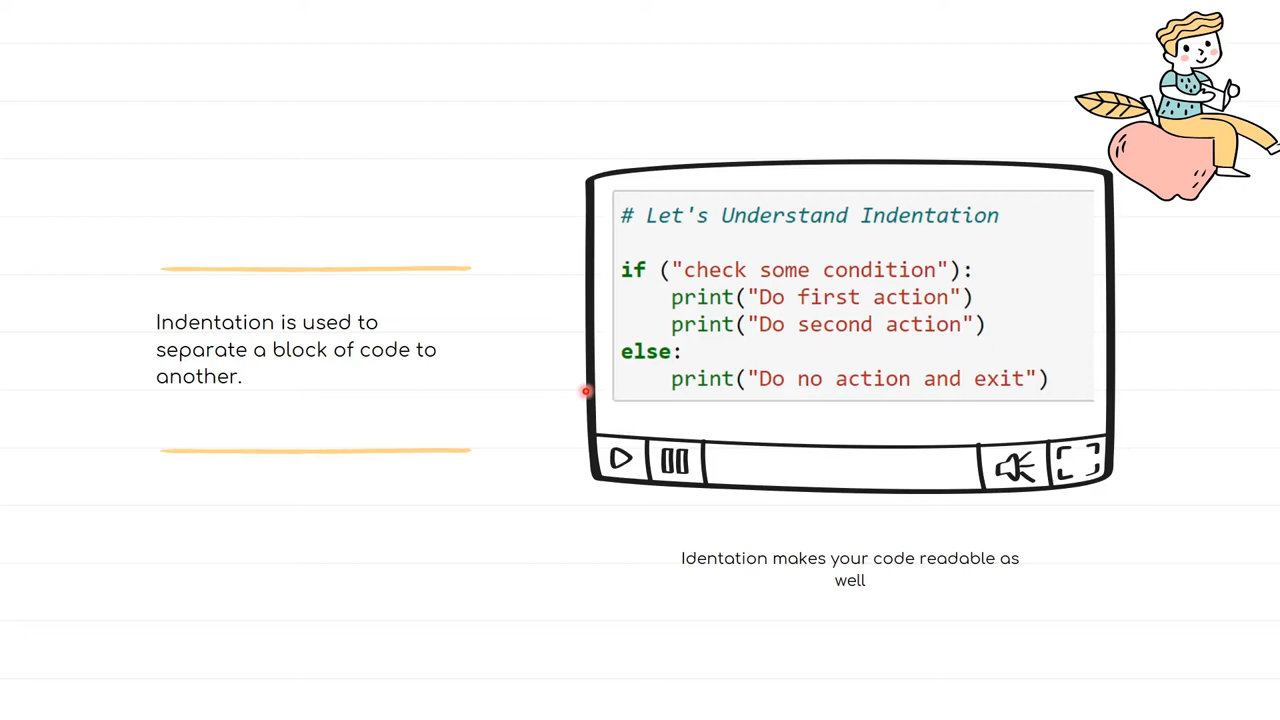 Indentation is used to
separate a block of code to
another.
# Let's Understand Indentation
if ("check some condition"):
    print("Do first action")
    print("Do second action")
else:
    print("Do no action and exit")
Identation makes your code readable as
well